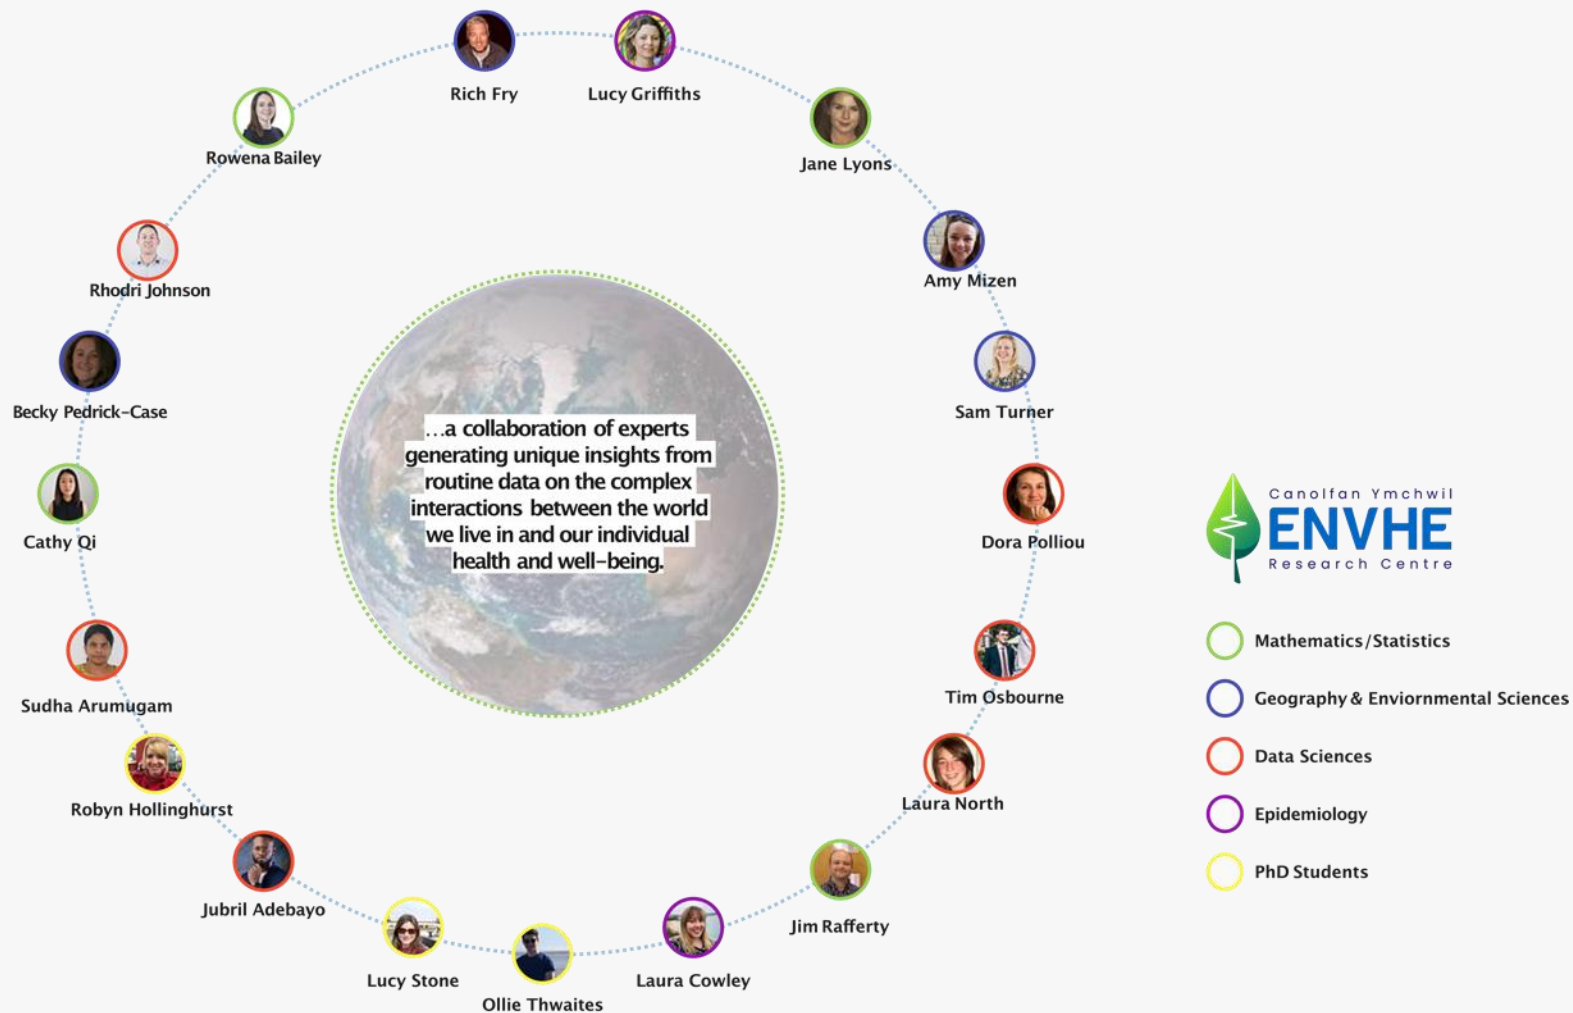 Rich Fry
Lucy Griffiths
Rowena Bailey
Jane Lyons
Rhodri Johnson
Amy Mizen
Becky Pedrick-Case
Sam Turner
…a collaboration of experts
generating unique insights from
routine data on the complex
interactions between the world
we live in and our individual
health and well-being.
Cathy Qi
Dora Polliou
Sudha Arumugam
Tim Osbourne
Robyn Hollinghurst
Laura North
Jubril Adebayo
Jim Rafferty
Lucy Stone
Ollie Thwaites
Laura Cowley
Canolfan Ymchwil
ENVHE
Research Centre
Mathematics/Statistics
Geography & Enviornmental Sciences
Data Sciences
Epidemiology
PhD Students